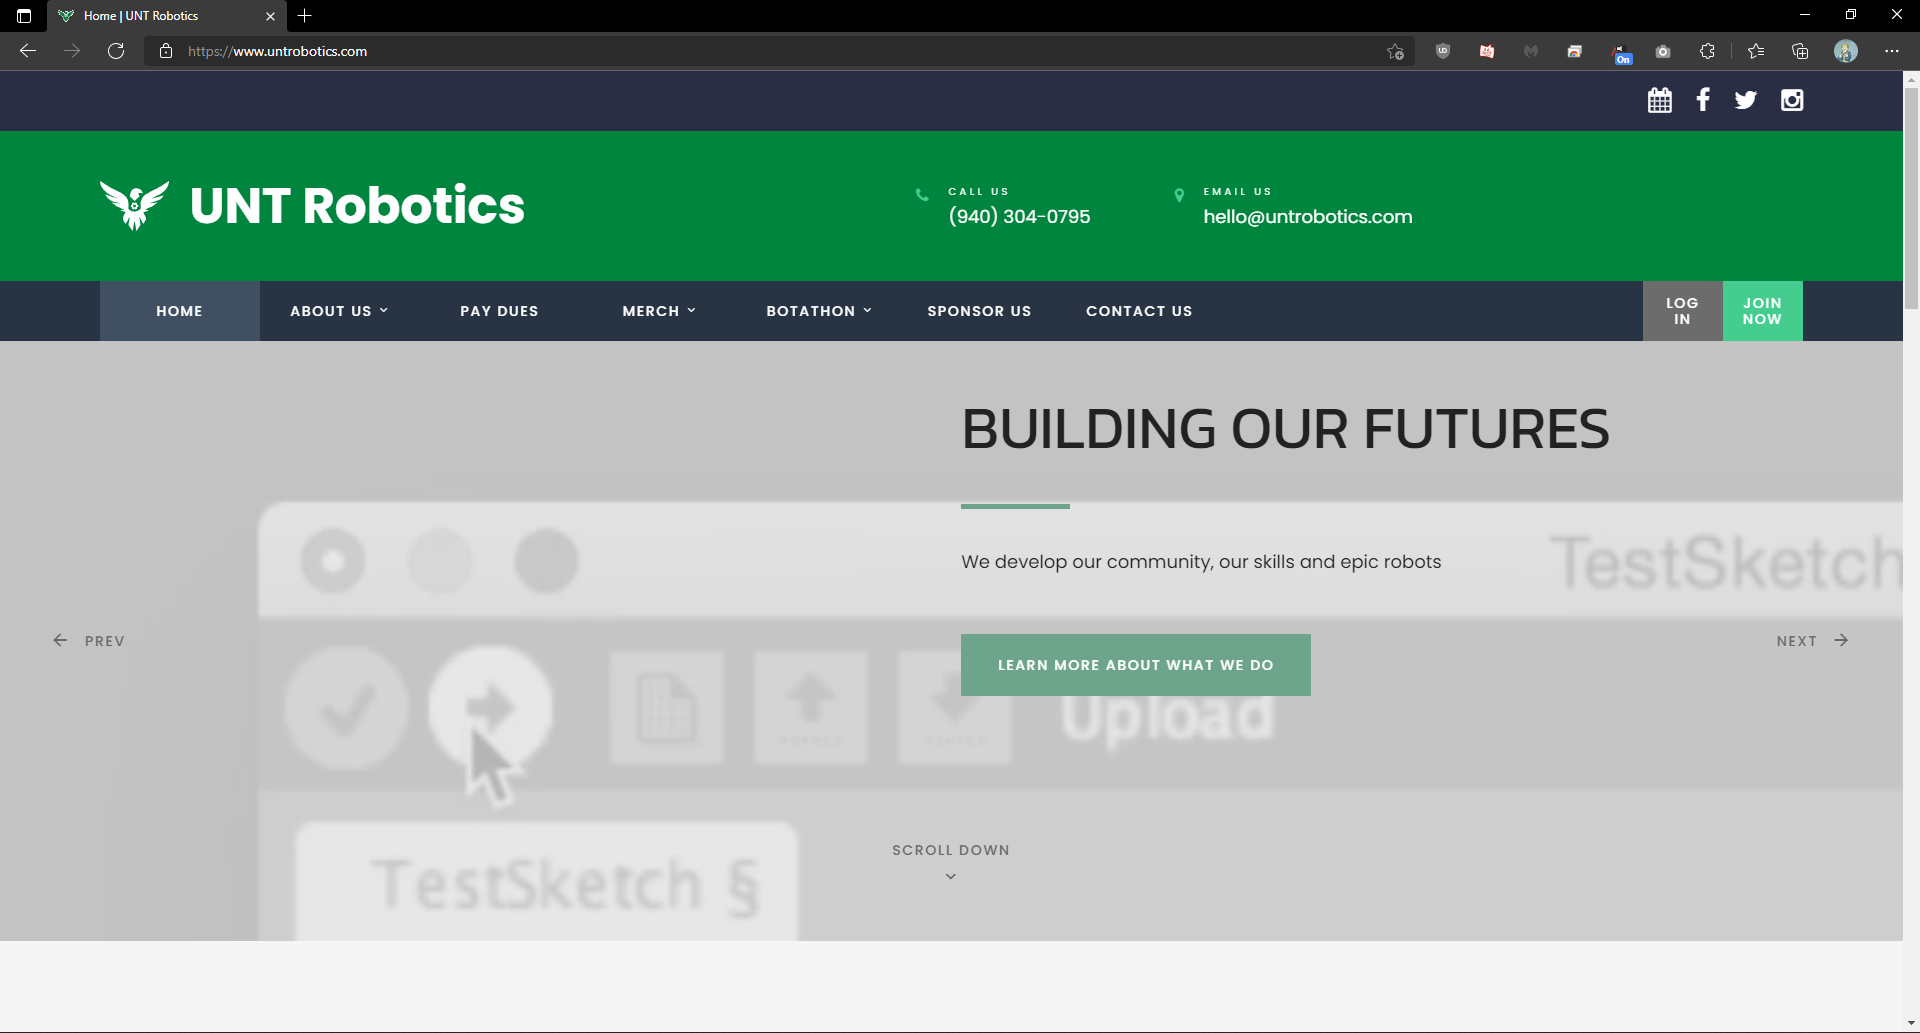 Home | UNT Robotics
https://www.untrobotics.com
On
UNT Robotics
CALL US
(940) 304-0795
EMAIL US
hello@untrobotics.com
HOME
ABOUT US
PAY DUES
MERCH
BOTATHON
SPONSOR US
CONTACT US
LOG
IN
JOIN
NOW
BUILDING OUR FUTURES
TestSketch
We develop our community, our skills and epic robots
PREV
NEXT
LEARN MORE ABOUT WHAT WE DO
Upload
SCROLL DOWN
TestSketch §